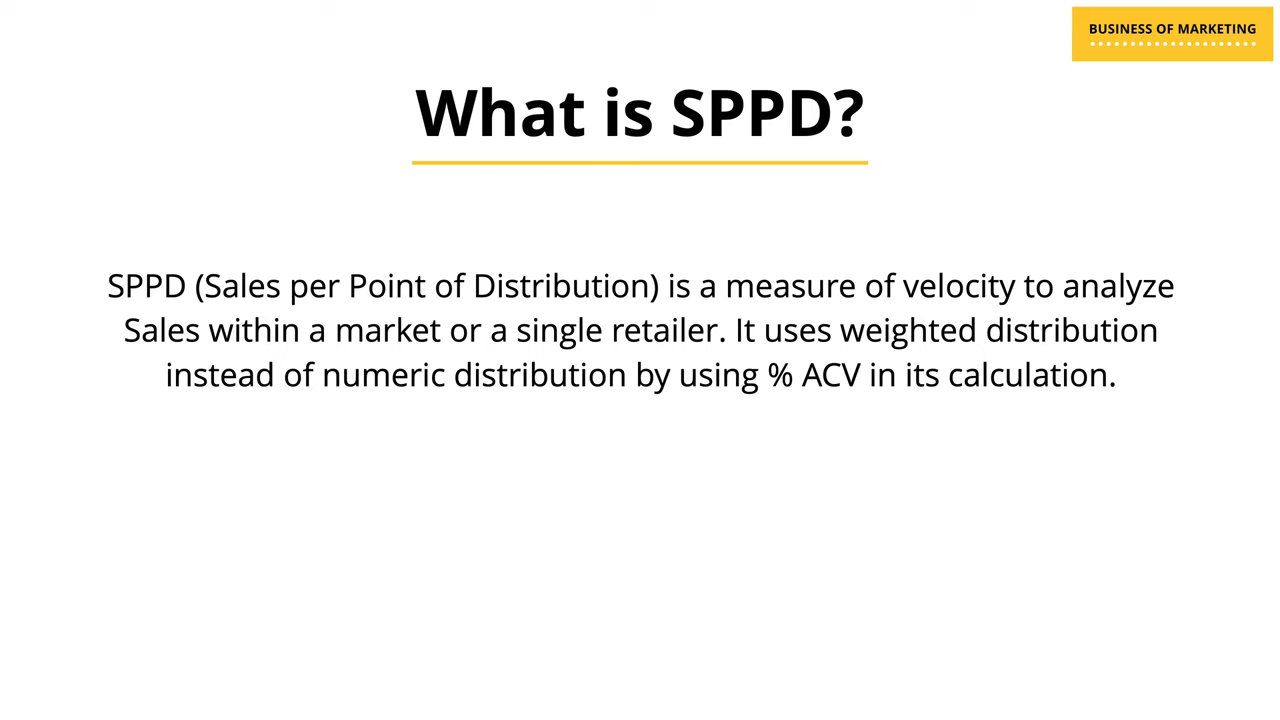 BUSINESS OF MARKETING
What is SPPD?
SPPD (Sales per Point of Distribution) is a measure of velocity to analyze
Sales within a market or a single retailer. It uses weighted distribution
instead of numeric distribution by using % ACV in its calculation.